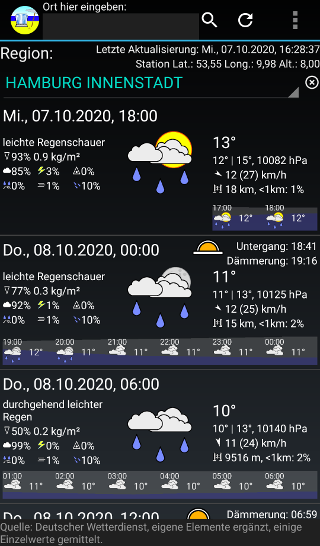 Ort hier eingeben:
Region:
Letzte Aktualisierung: Mi., 07.10.2020, 16:28:37
Station Lat.: 53,55 Long.: 9,98 Alt.: 8,00
HAMBURG INNENSTADT
Mi., 07.10.2020, 18:00
leichte Regenschauer
93% 0.9 kg/m²
85% 3% 0%
0% 1% 10%
13°
12° | 15°, 10082 hPa
12 (27) km/h
18 km, <1km: 1%
17:00 18:00
12° 12°
Do., 08.10.2020, 00:00
Untergang: 18:41
Dämmerung: 19:16
leichte Regenschauer
77% 0.3 kg/m²
92% 1% 0%
0% 1% 10%
11°
11° | 13°, 10125 hPa
12 (25) km/h
15 km, <1km: 2%
19:00 20:00 21:00 22:00 23:00 00:00
12° 11° 11° 11° 11° 11°
Do., 08.10.2020, 06:00
durchgehend leichter
Regen
50% 0.2 kg/m²
99% 0% 0%
0% 1% 10%
10°
10° | 13°, 10140 hPa
11 (24) km/h
9516 m, <1km: 2%
01:00 02:00 03:00 04:00 05:00 06:00
11° 10° 10° 10° 10° 10°
Do., 08.10.2020, 12:00
Dämmerung: 06:59
Quelle: Deutscher Wetterdienst, eigene Elemente ergänzt, einige
Einzelwerte gemittelt.